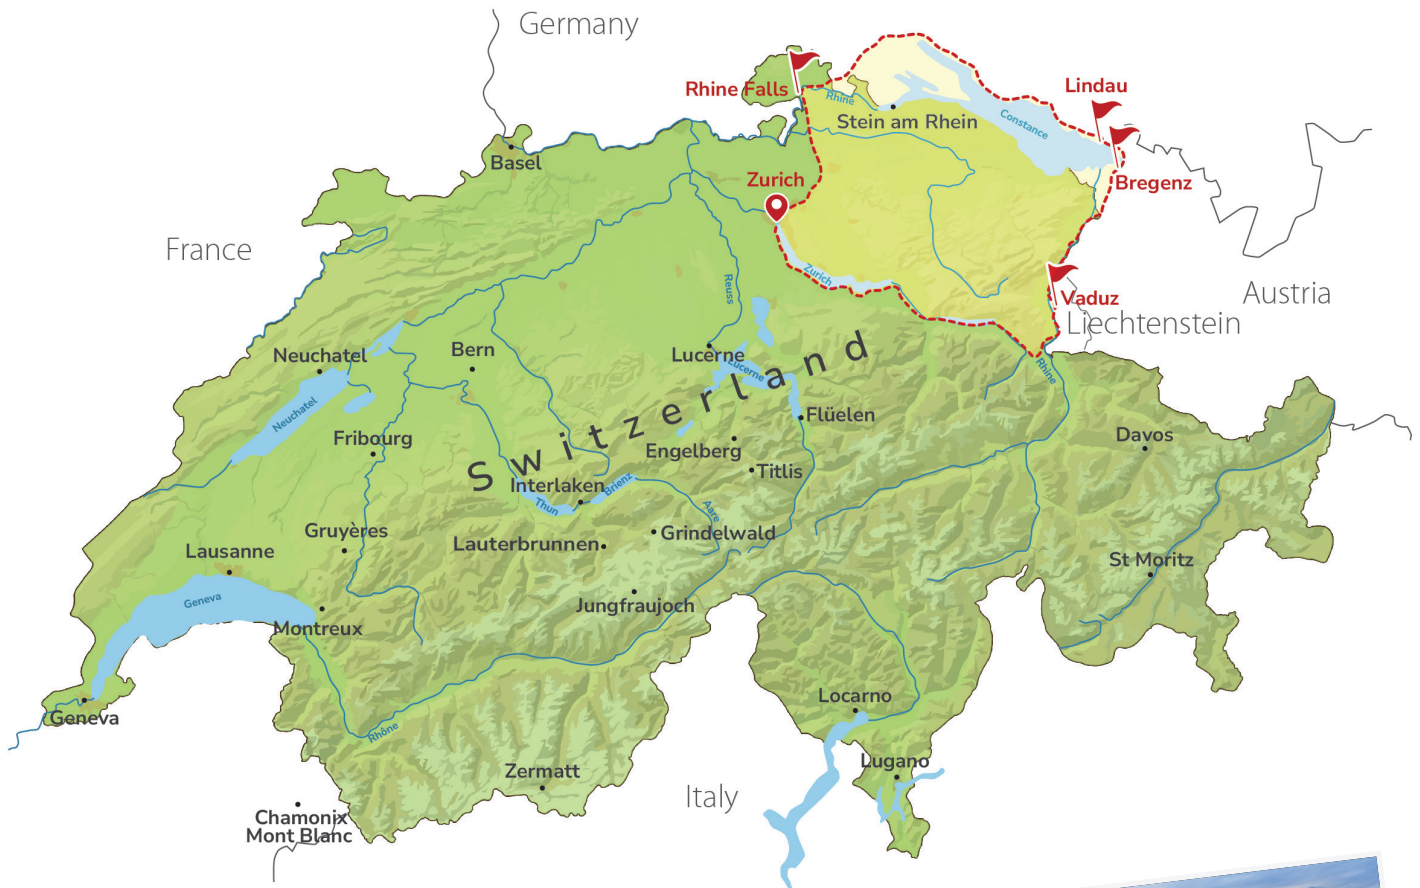 Germany
Rhine Falls
Lindau
Rhine
Stein am Rhein
Constance
Basel
Zurich
Bregenz
France
Zurich
Reuss
Vaduz
Austria
Liechtenstein
Neuchatel
Bern
Lucerne
Lucerne
Rhine
Switzerland
Neuchatel
Flüelen
Fribourg
Engelberg
Davos
Titlis
Interlaken
Brienz
Thun
Aare
Gruyères
Grindelwald
Lauterbrunnen
Lausanne
St Moritz
Geneva
Jungfraujoch
Montreux
Locarno
Geneva
Rhône
Lugano
Zermatt
Italy
Chamonix
Mont Blanc